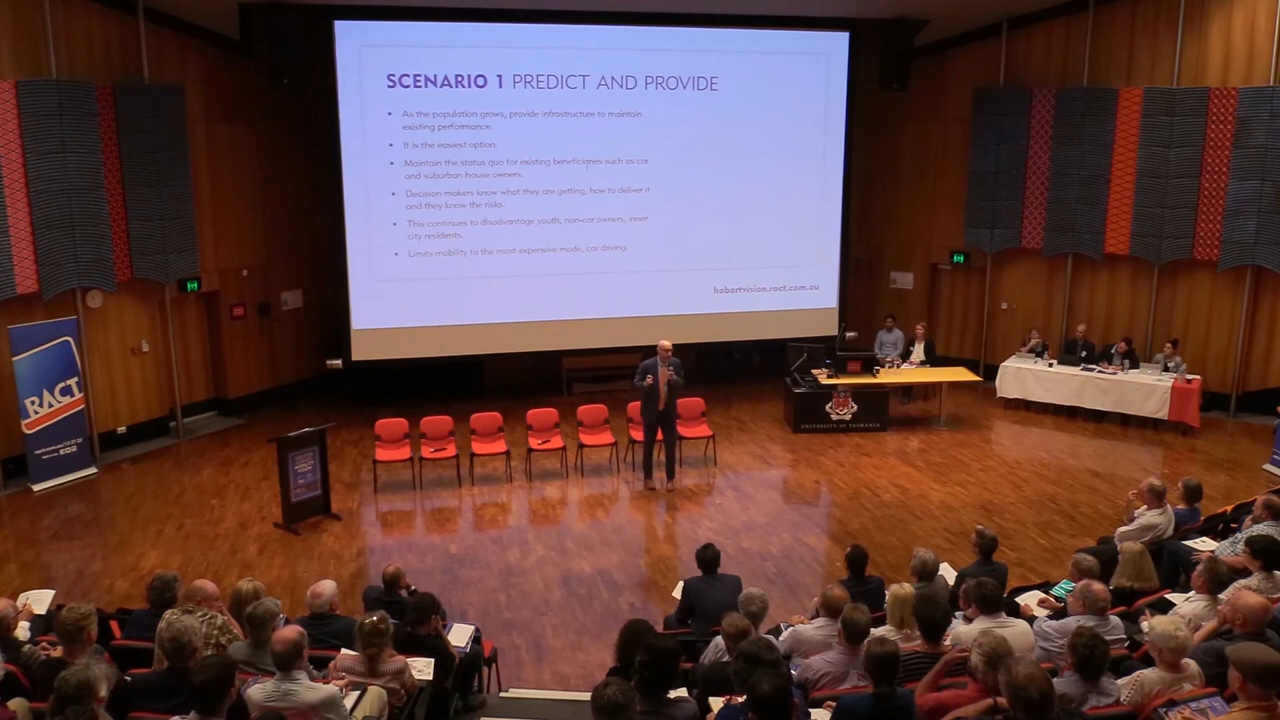 SCENARIO 1 PREDICT AND PROVIDE
• As the population grows, provide infrastructure to maintain
existing performance.
• It is the easiest option.
• Maintain the status quo for existing beneficiaries such as car
and suburban house owners.
• Decision makers know what they are getting, how to deliver it
and they know the risks.
• This continues to disadvantage youth, non-car owners, inner
city residents.
• Limits mobility to the most expensive mode, car driving.
hobartvision.ract.com.au
RACT
UNIVERSITY OF TASMANIA